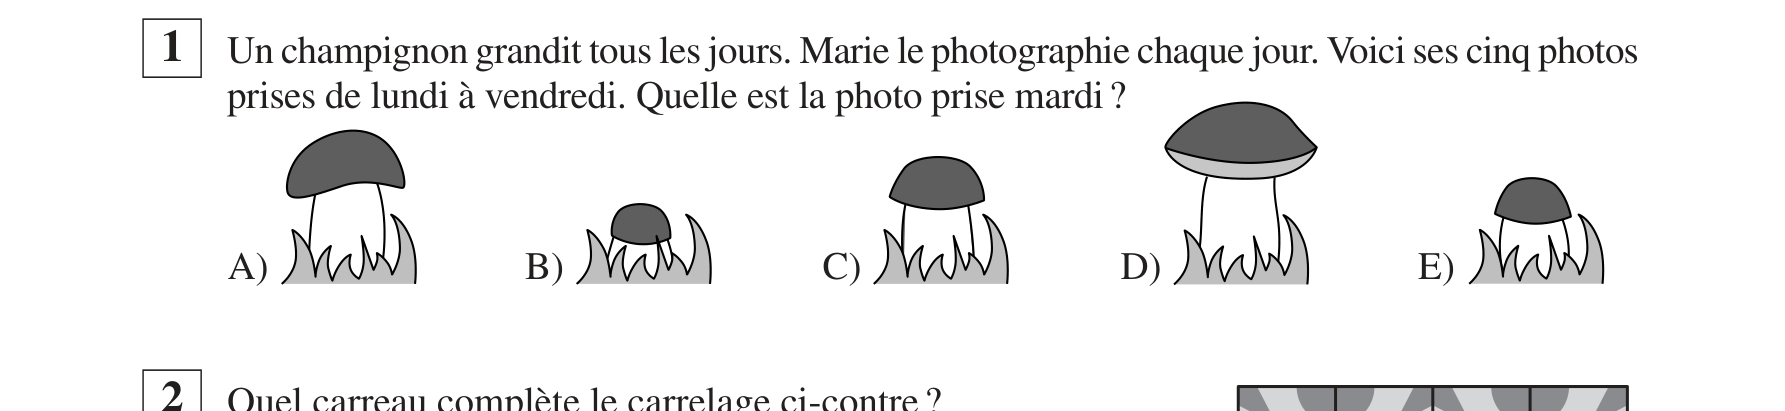 1 Un champignon grandit tous les jours. Marie le photographie chaque jour. Voici ses cinq photos
prises de lundi à vendredi. Quelle est la photo prise mardi ?
A) B) C) D) E)
2 Quel carreau complète le carrelage ci-contre ?